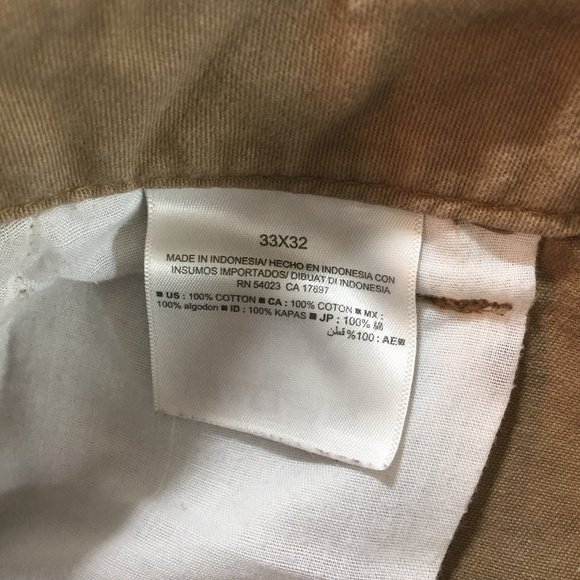 33X32
MADE IN INDONESIA/ HECHO EN INDONESIA CON
INSUMOS IMPORTADOS/ DIBUAT DI INDONESIA
RN 54023 CA 17897
■ US : 100% COTTON ■ CA : 100% COTON ■ MX :
100% algodon ■ ID : 100% KAPAS ■ JP : 100% 綿
■AE : 100% قطن